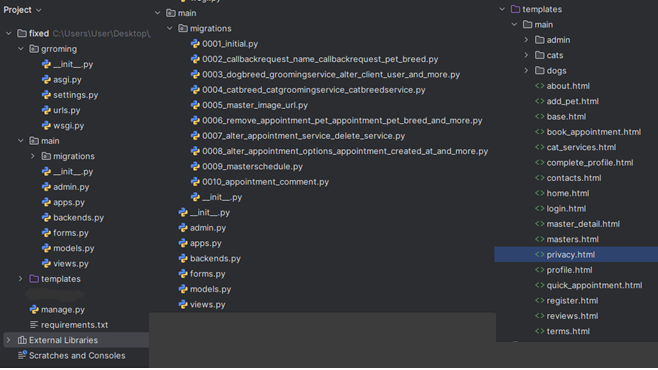 Project
fixed C:\Users\User\Desktop\
grroming
__init__.py
asgi.py
settings.py
urls.py
wsgi.py
main
migrations
__init__.py
admin.py
apps.py
backends.py
forms.py
models.py
views.py
templates
manage.py
requirements.txt
External Libraries
Scratches and Consoles
main
migrations
0001_initial.py
0002_callbackrequest_name_callbackrequest_pet_breed.py
0003_dogbreed_groomingservice_alter_client_user_and_more.py
0004_catbreed_catgroomingservice_catbreedservice.py
0005_master_image_url.py
0006_remove_appointment_pet_appointment_pet_breed_and_more.py
0007_alter_appointment_service_delete_service.py
0008_alter_appointment_options_appointment_created_at_and_more.py
0009_masterschedule.py
0010_appointment_comment.py
__init__.py
__init__.py
admin.py
apps.py
backends.py
forms.py
models.py
views.py
templates
main
admin
cats
dogs
about.html
add_pet.html
base.html
book_appointment.html
cat_services.html
complete_profile.html
contacts.html
home.html
login.html
master_detail.html
masters.html
privacy.html
profile.html
quick_appointment.html
register.html
reviews.html
terms.html